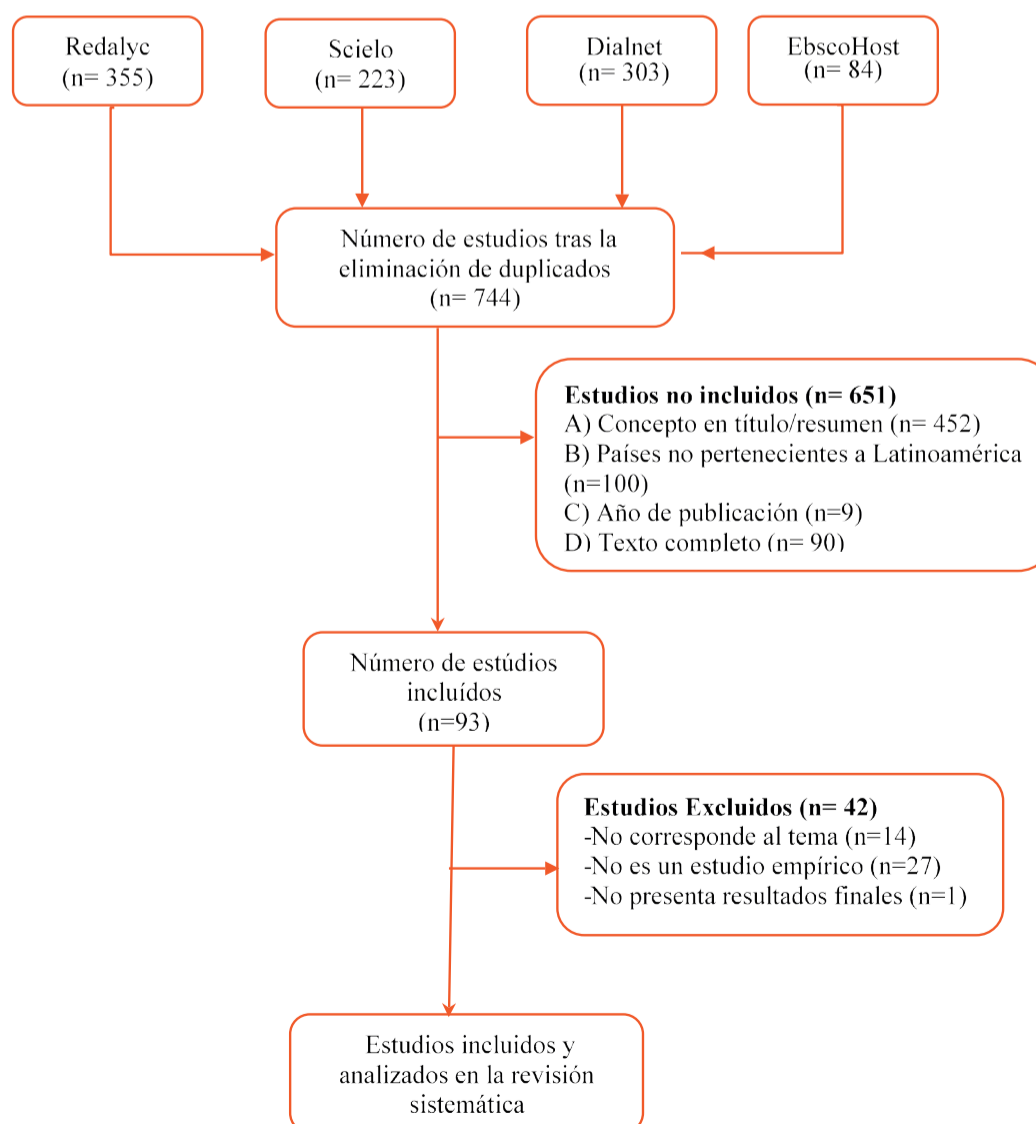 Redalyc
(n= 355)
Scielo
(n= 223)
Dialnet
(n= 303)
EbscoHost
(n= 84)
Número de estudios tras la
eliminación de duplicados
(n= 744)
Estudios no incluidos (n= 651)
A) Concepto en título/resumen (n= 452)
B) Países no pertenecientes a Latinoamérica
(n=100)
C) Año de publicación (n=9)
D) Texto completo (n= 90)
Número de estúdios
incluídos
(n=93)
Estudios Excluidos (n= 42)
-No corresponde al tema (n=14)
-No es un estudio empírico (n=27)
-No presenta resultados finales (n=1)
Estudios incluidos y
analizados en la revisión
sistemática